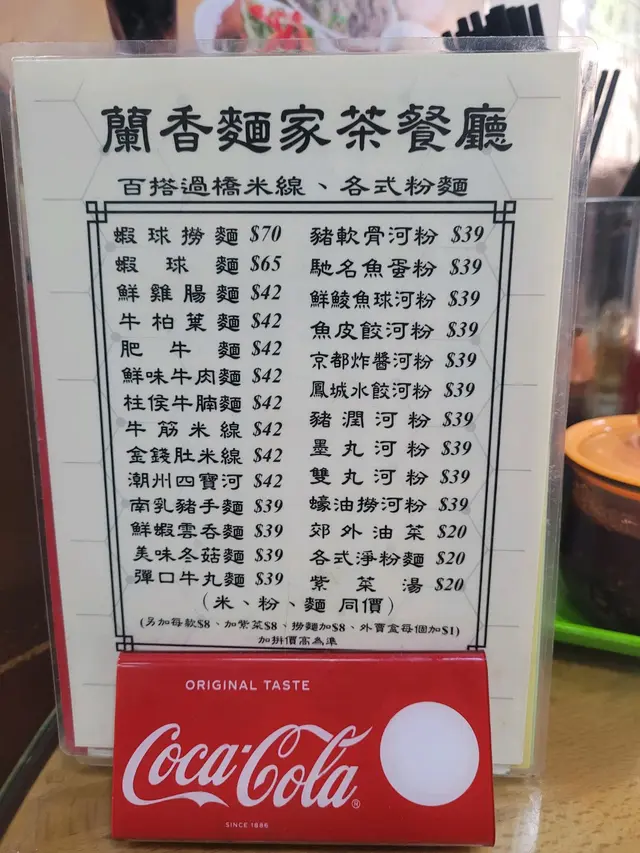 蘭香麵家茶餐廳
百搭過橋米線、各式粉麵
蝦球撈麵 $70
蝦球麵 $65
鮮雞腸麵 $42
牛柏葉麵 $42
肥牛麵 $42
鮮味牛肉麵 $42
柱侯牛腩麵 $42
牛筋米線 $42
金錢肚米線 $42
潮州四寶河 $42
南乳豬手麵 $39
鮮蝦雲吞麵 $39
美味冬菇麵 $39
彈口牛丸麵 $39
豬軟骨河粉 $39
馳名魚蛋粉 $39
鮮鯪魚球河粉 $39
魚皮餃河粉 $39
京都炸醬河粉 $39
鳳城水餃河粉 $39
豬潤河粉 $39
墨丸河粉 $39
雙丸河粉 $39
蠔油撈河粉 $39
郊外油菜 $20
各式淨粉麵 $20
紫菜湯 $20
(米、粉、麵 同價)
(另加每款$8、加紫菜$8、撈麵加$8、外賣盒每個加$1)
加拼價高為準
ORIGINAL TASTE
Coca-Cola®
SINCE 1886